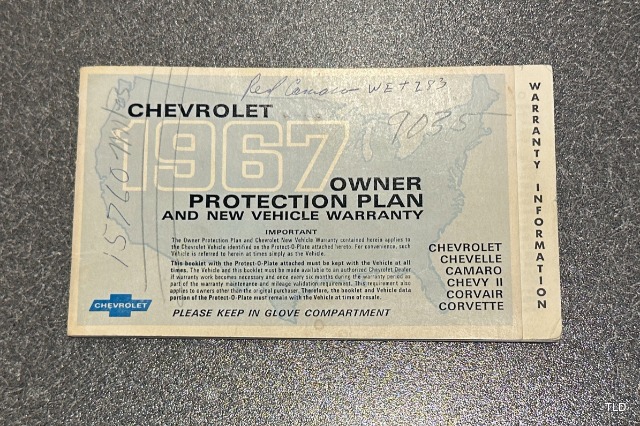 Red Camaro WET 283
9035
15720 miles
CHEVROLET
1967
OWNER
PROTECTION PLAN
AND NEW VEHICLE WARRANTY
IMPORTANT
The Owner Protection Plan and Chevrolet New Vehicle Warranty contained herein applies to
the Chevrolet Vehicle identified on the Protect-O-Plate attached hereto. For convenience, such
Vehicle is referred to herein at times simply as the Vehicle.
This booklet with the Protect-O-Plate attached must be kept with the Vehicle at all
times. The Vehicle and this booklet must be made available to an authorized Chevrolet Dealer
if warranty work becomes necessary and once every six months during the warranty period as
part of the warranty maintenance and mileage validation requirement. This requirement also
applies to owners other than the original purchaser. Therefore, the booklet and Vehicle data
portion of the Protect-O-Plate must remain with the Vehicle at time of resale.
PLEASE KEEP IN GLOVE COMPARTMENT
CHEVROLET
CHEVROLET
CHEVELLE
CAMARO
CHEVY II
CORVAIR
CORVETTE
WARRANTY INFORMATION
TLD